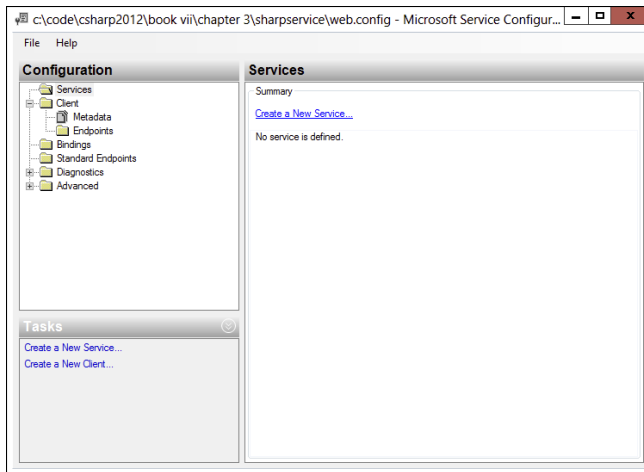 c:\code\csharp2012\book vii\chapter 3\sharpservice\web.config - Microsoft Service Configur...
File Help
Configuration
Services
Client
Metadata
Endpoints
Bindings
Standard Endpoints
Diagnostics
Advanced
Tasks
Create a New Service...
Create a New Client...
Services
Summary
Create a New Service...
No service is defined.